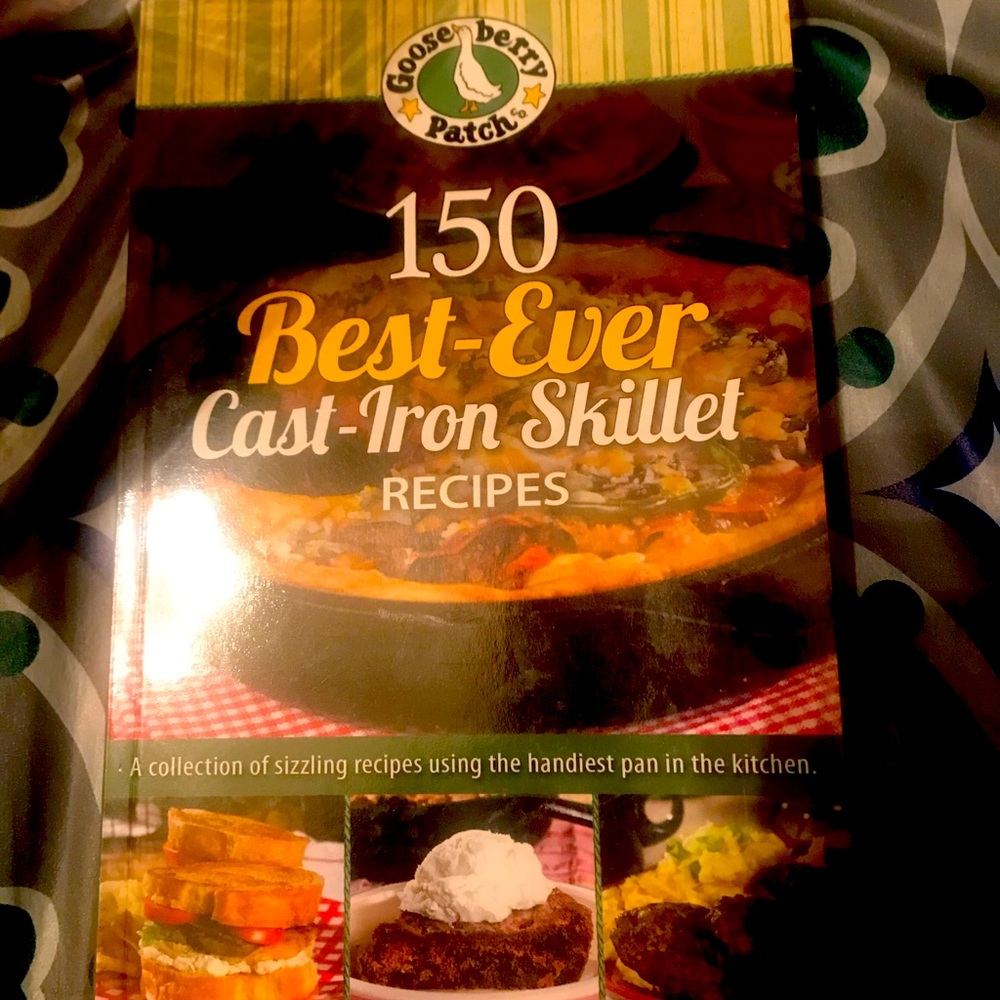 Gooseberry
Patch
150
Best-Ever
Cast-Iron Skillet
RECIPES
A collection of sizzling recipes using the handiest pan in the kitchen.